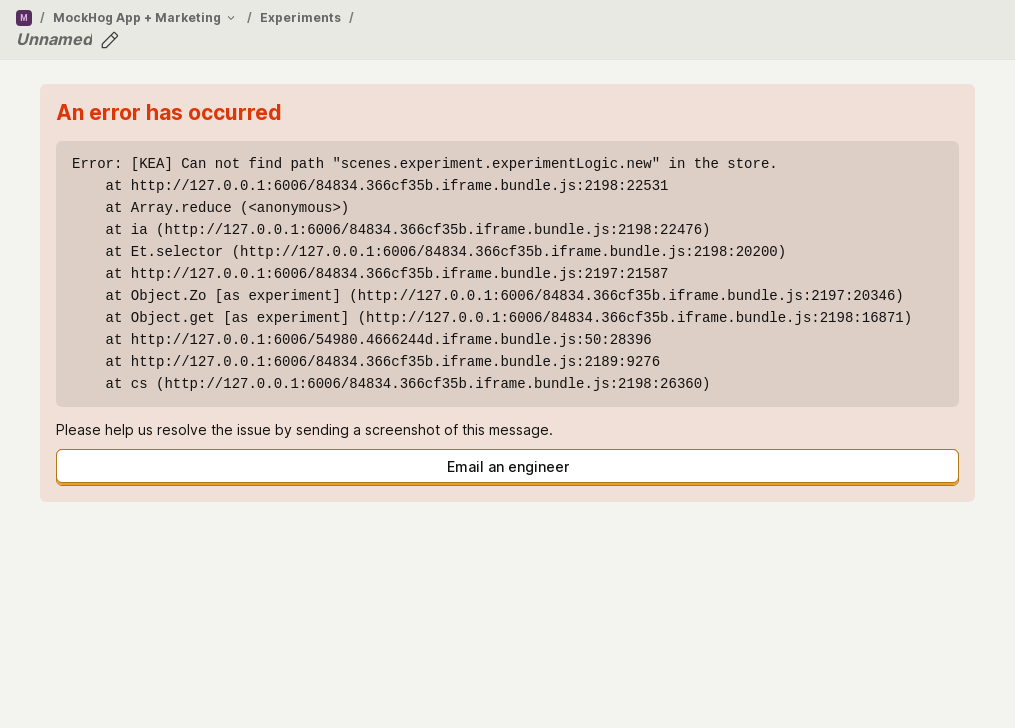 M / MockHog App + Marketing / Experiments /
Unnamed
An error has occurred
Error: [KEA] Can not find path "scenes.experiment.experimentLogic.new" in the store.
at http://127.0.0.1:6006/84834.366cf35b.iframe.bundle.js:2198:22531
at Array.reduce (<anonymous>)
at ia (http://127.0.0.1:6006/84834.366cf35b.iframe.bundle.js:2198:22476)
at Et.selector (http://127.0.0.1:6006/84834.366cf35b.iframe.bundle.js:2198:20200)
at http://127.0.0.1:6006/84834.366cf35b.iframe.bundle.js:2197:21587
at Object.Zo [as experiment] (http://127.0.0.1:6006/84834.366cf35b.iframe.bundle.js:2197:20346)
at Object.get [as experiment] (http://127.0.0.1:6006/84834.366cf35b.iframe.bundle.js:2198:16871)
at http://127.0.0.1:6006/54980.4666244d.iframe.bundle.js:50:28396
at http://127.0.0.1:6006/84834.366cf35b.iframe.bundle.js:2189:9276
at cs (http://127.0.0.1:6006/84834.366cf35b.iframe.bundle.js:2198:26360)
Please help us resolve the issue by sending a screenshot of this message.
Email an engineer